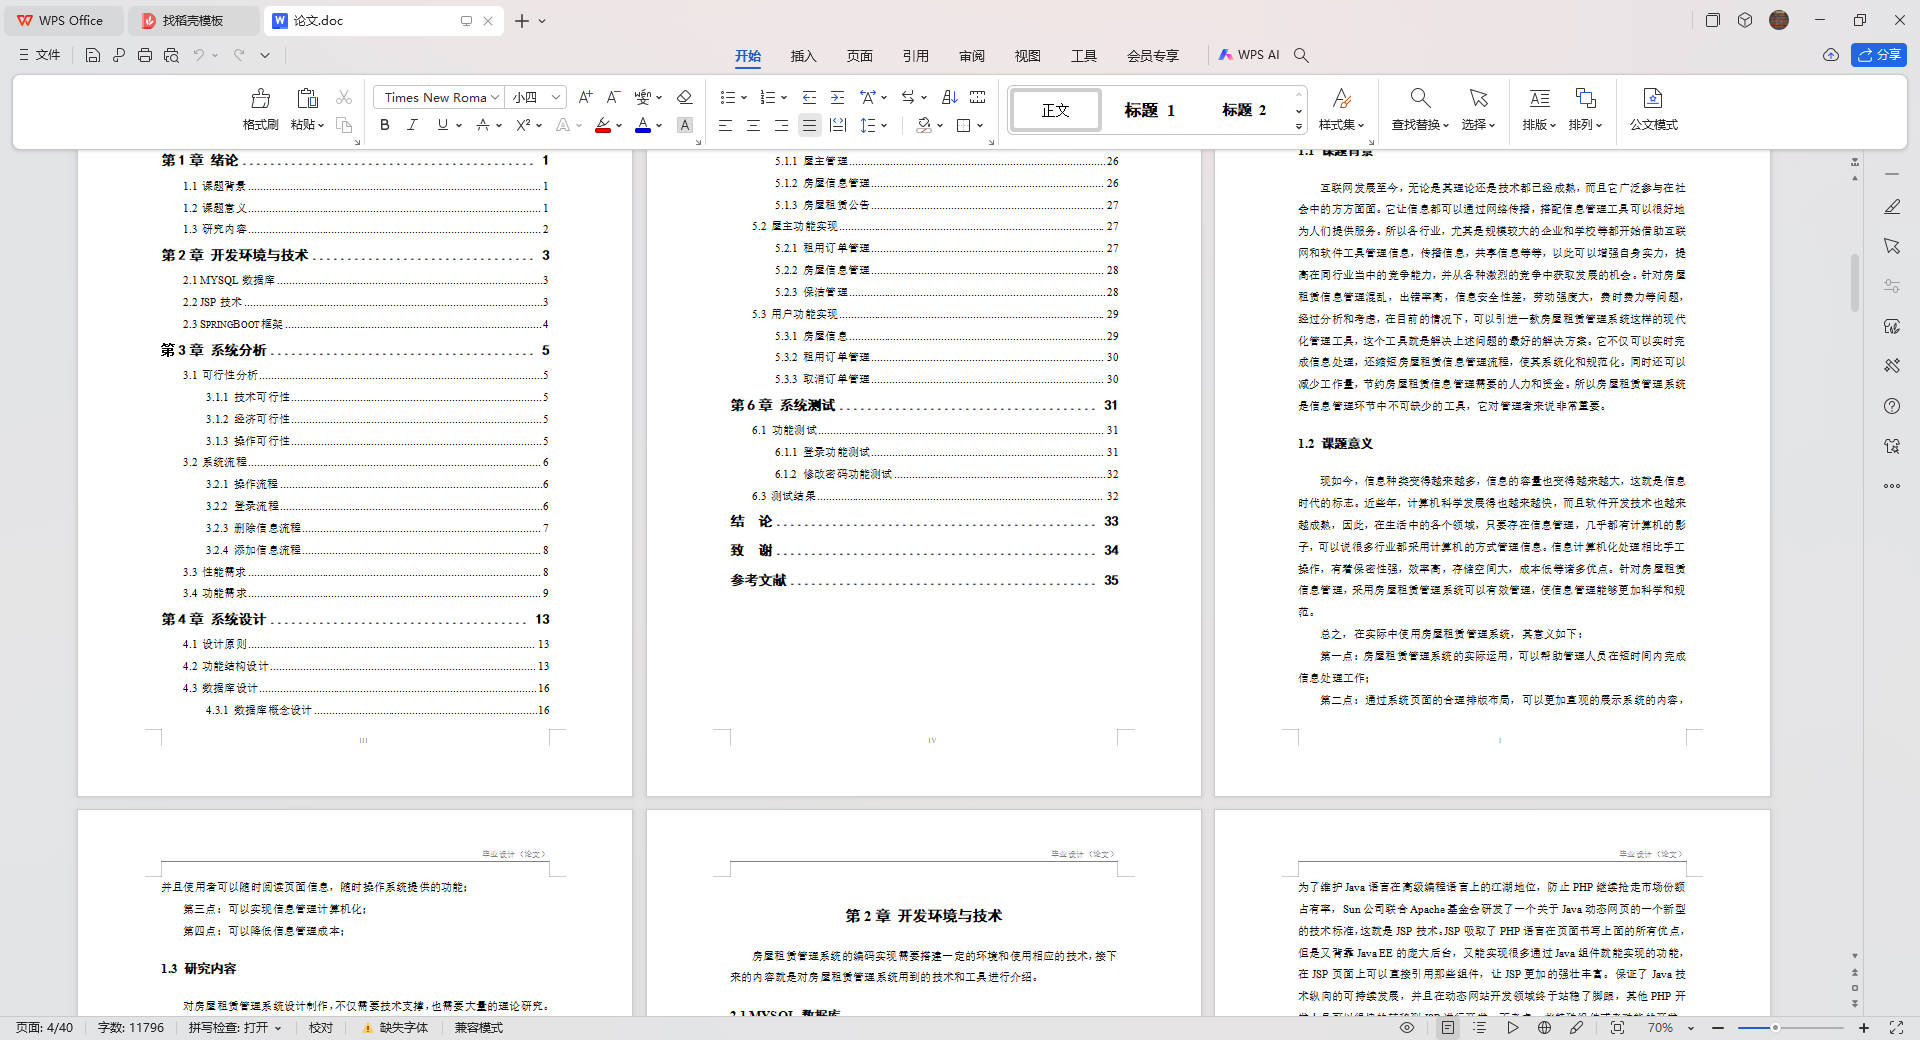 WPS Office
找稻壳模板
论文.doc
文件
开始
插入
页面
引用
审阅
视图
工具
会员专享
WPS AI
分享
格式刷
粘贴
Times New Roma
小四
正文
标题 1
标题 2
样式集
查找替换
选择
排版
排列
公文模式
第1章 绪论 1
1.1 课题背景 1
1.2 课题意义 1
1.3 研究内容 2
第2章 开发环境与技术 3
2.1 MYSQL 数据库 3
2.2 JSP 技术 3
2.3 SPRINGBOOT框架 4
第3章 系统分析 5
3.1 可行性分析 5
3.1.1 技术可行性 5
3.1.2 经济可行性 5
3.1.3 操作可行性 5
3.2 系统流程 6
3.2.1 操作流程 6
3.2.2 登录流程 6
3.2.3 删除信息流程 7
3.2.4 添加信息流程 8
3.3 性能需求 8
3.4 功能需求 9
第4章 系统设计 13
4.1 设计原则 13
4.2 功能结构设计 13
4.3 数据库设计 16
4.3.1 数据库概念设计 16
III
5.1.1 屋主管理 26
5.1.2 房屋信息管理 26
5.1.3 房屋租赁公告 27
5.2 屋主功能实现 27
5.2.1 租用订单管理 27
5.2.2 房屋信息管理 28
5.2.3 保洁管理 28
5.3 用户功能实现 29
5.3.1 房屋信息 29
5.3.2 租用订单管理 30
5.3.3 取消订单管理 30
第6章 系统测试 31
6.1 功能测试 31
6.1.1 登录功能测试 31
6.1.2 修改密码功能测试 32
6.3 测试结果 32
结 论 33
致 谢 34
参考文献 35
IV
1.1 课题背景
互联网发展至今，无论是其理论还是技术都已经成熟，而且它广泛参与在社
会中的方方面面。它让信息都可以通过网络传播，搭配信息管理工具可以很好地
为人们提供服务。所以各行业，尤其是规模较大的企业和学校等都开始借助互联
网和软件工具管理信息，传播信息，共享信息等等，以此可以增强自身实力，提
高在同行业当中的竞争能力，并从各种激烈的竞争中获取发展的机会。针对房屋
租赁信息管理混乱，出错率高，信息安全性差，劳动强度大，费时费力等问题，
经过分析和考虑，在目前的情况下，可以引进一款房屋租赁管理系统这样的现代
化管理工具，这个工具就是解决上述问题的最好的解决方案。它不仅可以实时完
成信息处理，还缩短房屋租赁信息管理流程，使其系统化和规范化。同时还可以
减少工作量，节约房屋租赁信息管理需要的人力和资金。所以房屋租赁管理系统
是信息管理环节中不可缺少的工具，它对管理者来说非常重要。
1.2 课题意义
现如今，信息种类变得越来越多，信息的容量也变得越来越大，这就是信息
时代的标志。近些年，计算机科学发展得也越来越快，而且软件开发技术也越来
越成熟，因此，在生活中的各个领域，只要存在信息管理，几乎都有计算机的影
子，可以说很多行业都采用计算机的方式管理信息。信息计算机化处理相比手工
操作，有着保密性强，效率高，存储空间大，成本低等诸多优点。针对房屋租赁
信息管理，采用房屋租赁管理系统可以有效管理，使信息管理能够更加科学和规
范。
总之，在实际中使用房屋租赁管理系统，其意义如下：
第一点：房屋租赁管理系统的实际运用，可以帮助管理人员在短时间内完成
信息处理工作；
第二点：通过系统页面的合理排版布局，可以更加直观的展示系统的内容，
I
毕业设计（论文）
并且使用者可以随时阅读页面信息，随时操作系统提供的功能；
第三点：可以实现信息管理计算机化；
第四点：可以降低信息管理成本；
1.3 研究内容
对房屋租赁管理系统设计制作，不仅需要技术支撑，也需要大量的理论研究。
毕业设计（论文）
第2章 开发环境与技术
房屋租赁管理系统的编码实现需要搭建一定的环境和使用相应的技术，接下
来的内容就是对房屋租赁管理系统用到的技术和工具进行介绍。
2.1 MYSQL 数据库
毕业设计（论文）
为了维护 Java 语言在高级编程语言上的江湖地位，防止 PHP 继续抢走市场份额
占有率，Sun 公司联合 Apache 基金会研发了一个关于 Java 动态网页的一个新型
的技术标准，这就是 JSP 技术。JSP 吸取了 PHP 语言在页面书写上面的所有优点，
但是又背靠 Java EE 的庞大后台，又能实现很多通过 Java 组件就能实现的功能，
在 JSP 页面上可以直接引用那些组件，让 JSP 更加的强壮丰富。保证了 Java 技
术纵向的可持续发展，并且在动态网站开发领域终于站稳了脚跟，其他 PHP 开
页面: 4/40
字数: 11796
拼写检查: 打开
校对
缺失字体
兼容模式
70%